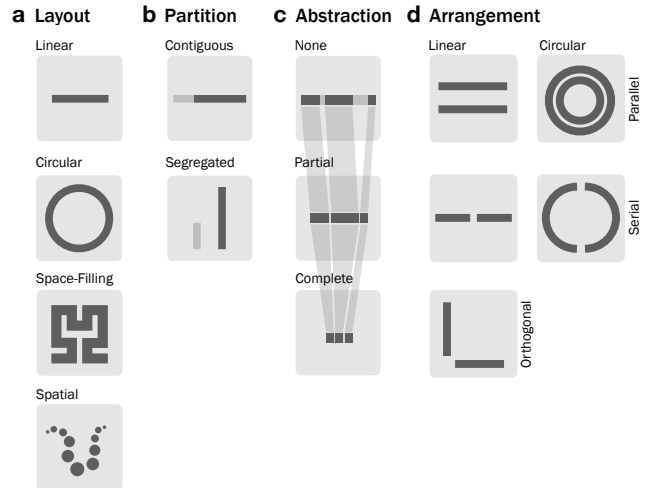 a Layout
b Partition
c Abstraction
d Arrangement
Linear
Contiguous
None
Linear
Circular
Parallel
Circular
Segregated
Partial
Serial
Space-Filling
Complete
Orthogonal
Spatial